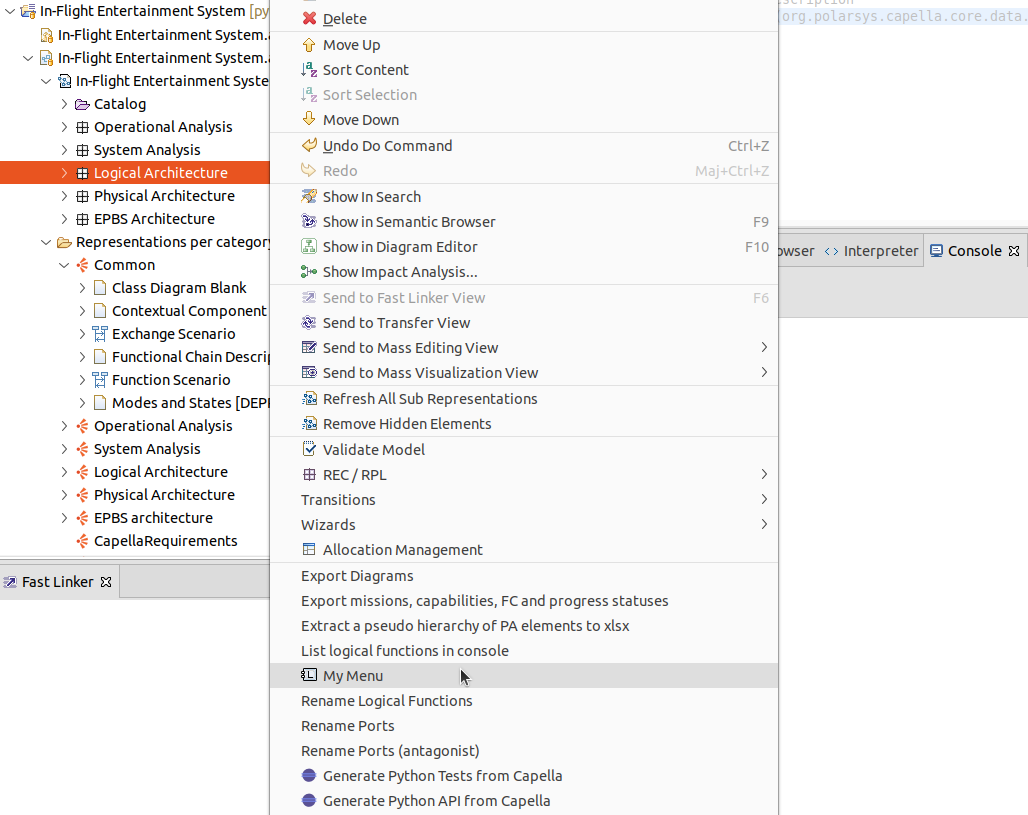 In-Flight Entertainment System [py
In-Flight Entertainment System.a
In-Flight Entertainment System.a
In-Flight Entertainment Syste
Catalog
Operational Analysis
System Analysis
Logical Architecture
Physical Architecture
EPBS Architecture
Representations per category
Common
Class Diagram Blank
Contextual Component
Exchange Scenario
Functional Chain Descrip
Function Scenario
Modes and States [DEPR
Operational Analysis
System Analysis
Logical Architecture
Physical Architecture
EPBS architecture
CapellaRequirements
Fast Linker
Delete
Move Up
Sort Content
Sort Selection
Move Down
Undo Do Command Ctrl+Z
Redo Maj+Ctrl+Z
Show In Search
Show in Semantic Browser F9
Show in Diagram Editor F10
Show Impact Analysis...
Send to Fast Linker View F6
Send to Transfer View
Send to Mass Editing View
Send to Mass Visualization View
Refresh All Sub Representations
Remove Hidden Elements
Validate Model
REC / RPL
Transitions
Wizards
Allocation Management
Export Diagrams
Export missions, capabilities, FC and progress statuses
Extract a pseudo hierarchy of PA elements to xlsx
List logical functions in console
My Menu
Rename Logical Functions
Rename Ports
Rename Ports (antagonist)
Generate Python Tests from Capella
Generate Python API from Capella
scription
org.polarsys.capella.core.data.
owser <> Interpreter Console